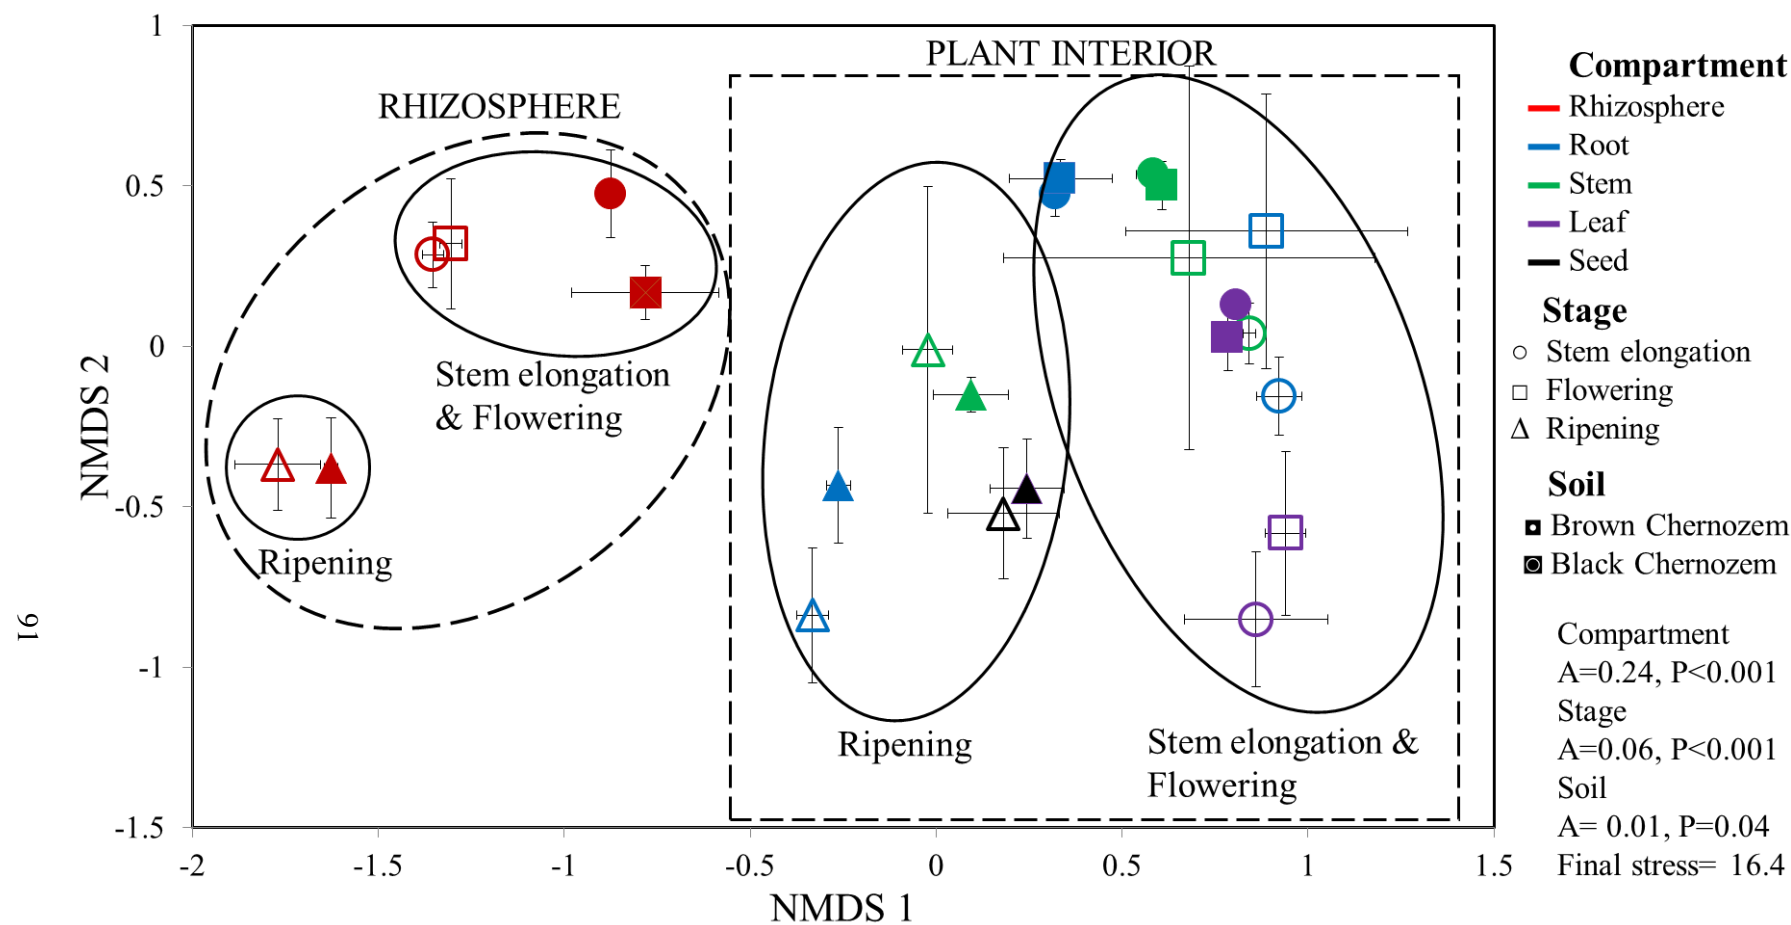 1
0.5
0
-0.5
-1
-1.5
-2
-1.5
-1
-0.5
0
0.5
1
1.5
NMDS 1
NMDS 2
91
RHIZOSPHERE
Stem elongation
& Flowering
Ripening
PLANT INTERIOR
Ripening
Stem elongation &
Flowering
Compartment
Rhizosphere
Root
Stem
Leaf
Seed
Stage
Stem elongation
Flowering
Ripening
Soil
Brown Chernozem
Black Chernozem
Compartment
A=0.24, P<0.001
Stage
A=0.06, P<0.001
Soil
A= 0.01, P=0.04
Final stress= 16.4